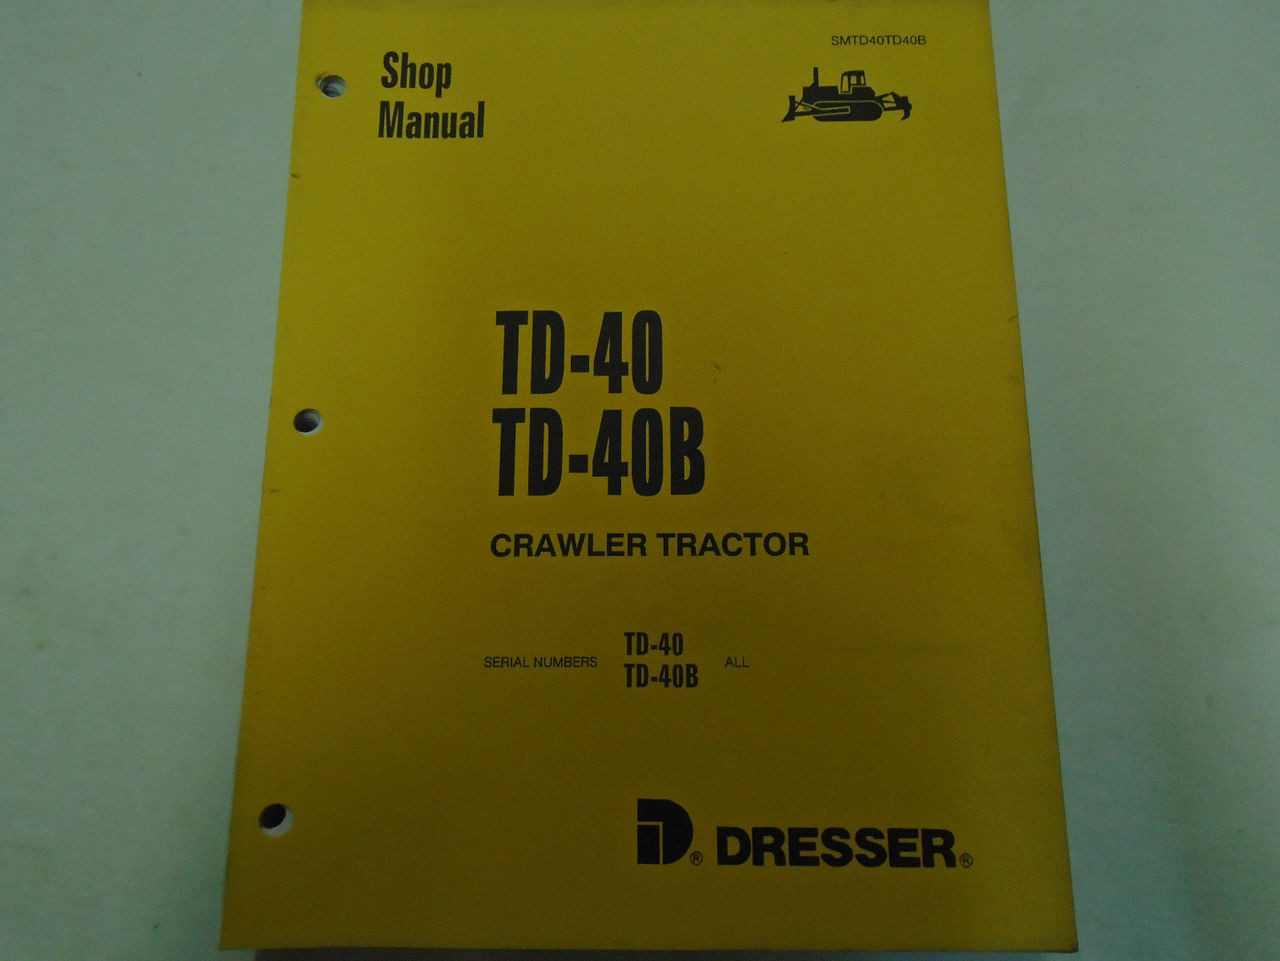 SMTD40TD40B
Shop
Manual
TD-40
TD-40B
CRAWLER TRACTOR
SERIAL NUMBERS TD-40 TD-40B ALL
D® DRESSER®